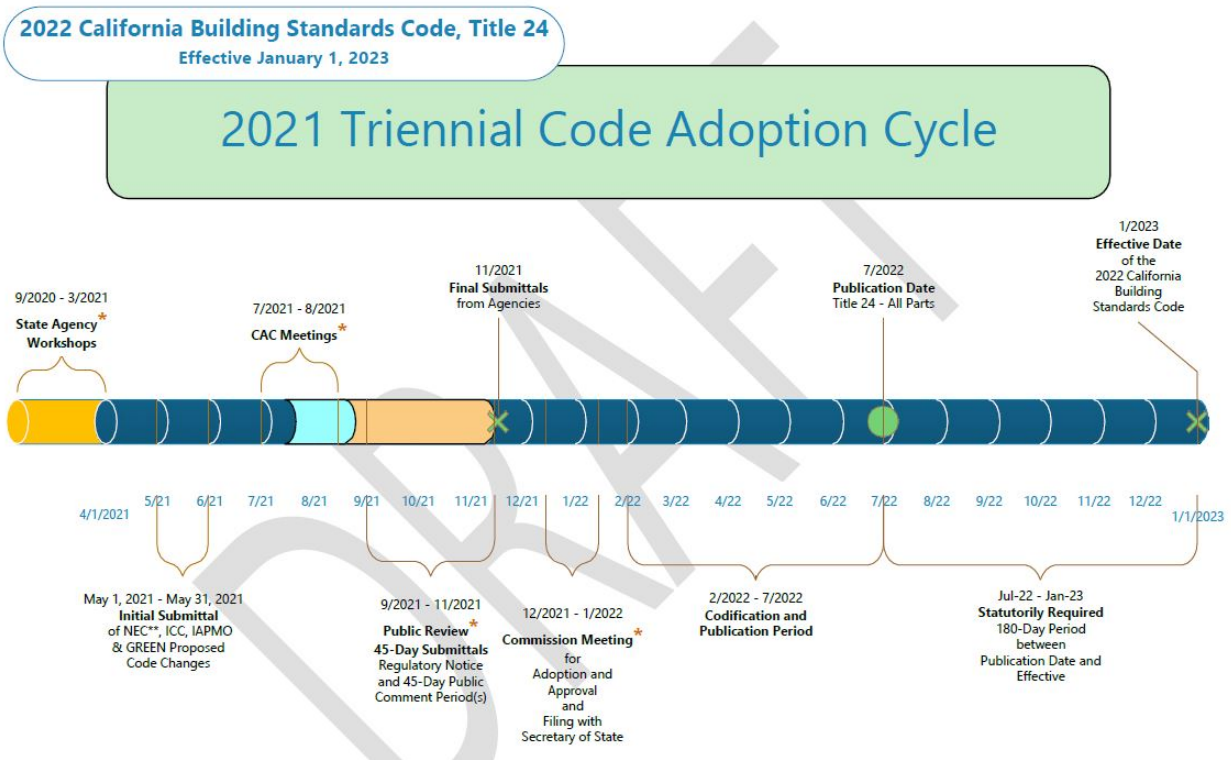 2022 California Building Standards Code, Title 24
Effective January 1, 2023
2021 Triennial Code Adoption Cycle
DRAFT
9/2020 - 3/2021
State Agency*
Workshops
7/2021 - 8/2021
CAC Meetings*
11/2021
Final Submittals
from Agencies
7/2022
Publication Date
Title 24 - All Parts
1/2023
Effective Date
of the
2022 California
Building
Standards Code
4/1/2021
5/21
6/21
7/21
8/21
9/21
10/21
11/21
12/21
1/22
2/22
3/22
4/22
5/22
6/22
7/22
8/22
9/22
10/22
11/22
12/22
1/1/2023
May 1, 2021 - May 31, 2021
Initial Submittal
of NEC**, ICC, IAPMO
& GREEN Proposed
Code Changes
9/2021 - 11/2021
Public Review*
45-Day Submittals
Regulatory Notice
and 45-Day Public
Comment Period(s)
12/2021 - 1/2022
Commission Meeting*
for
Adoption and
Approval
and
Filing with
Secretary of State
2/2022 - 7/2022
Codification and
Publication Period
Jul-22 - Jan-23
Statutorily Required
180-Day Period
between
Publication Date and
Effective